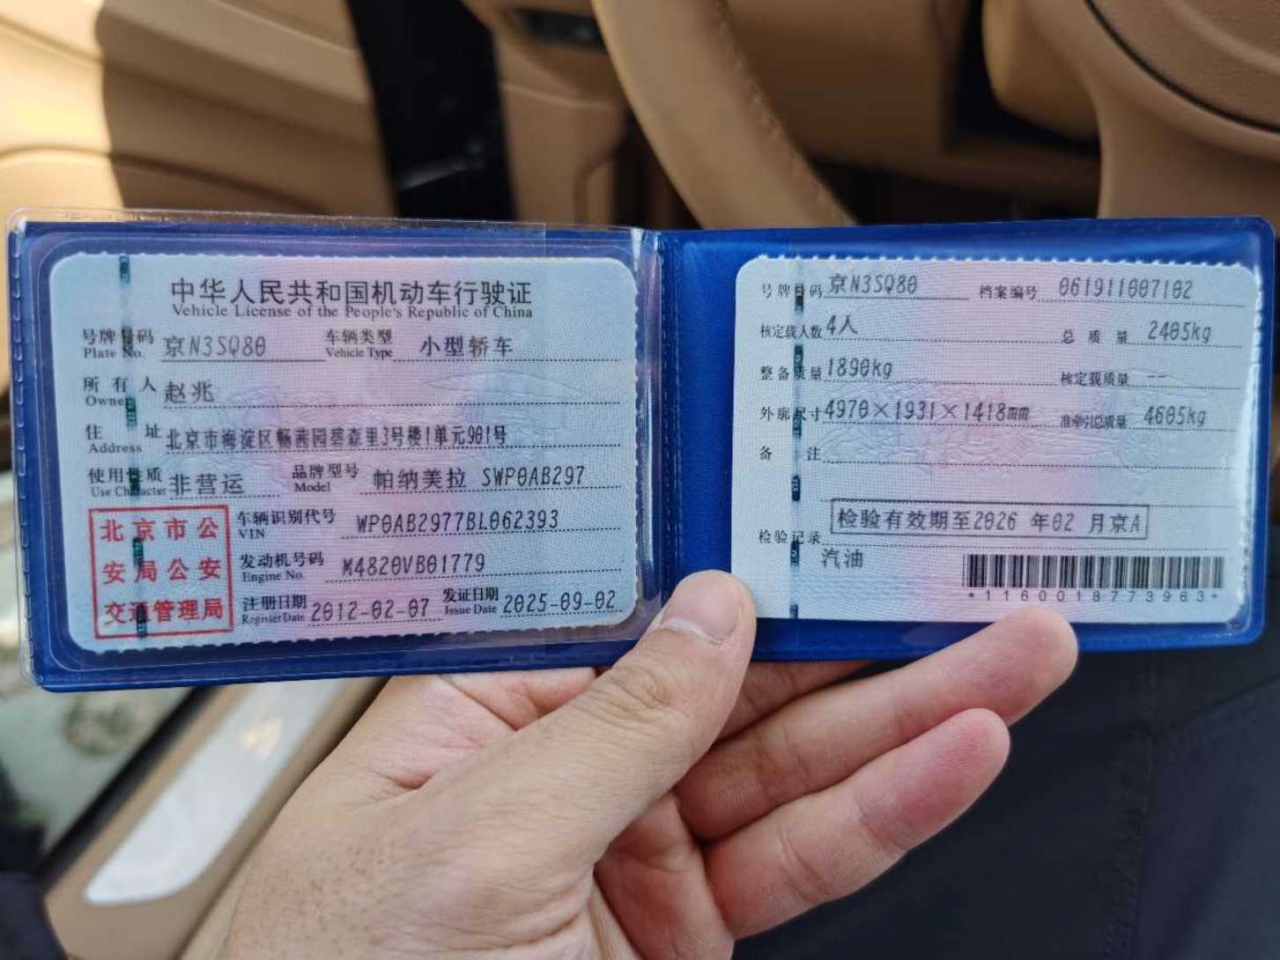 中华人民共和国机动车行驶证
Vehicle License of the People's Republic of China
号牌号码 京N3SQ80 车辆类型 小型轿车
Plate No. Vehicle Type
所有人 赵兆
Owner
住址 北京市海淀区畅茜园碧森里3号楼1单元901号
Address
使用性质 非营运 品牌型号 帕纳美拉 SWP0AB297
Use Character Model
北京市公
安局公安
交通管理局
车辆识别代号 WP0AB2977BL062393
VIN
发动机号码 M4820VB01779
Engine No.
注册日期 2012-02-07 发证日期 2025-09-02
Register Date Issue Date
号牌号码 京N3SQ80 档案编号 061911007102
核定载人数 4人 总质量 2405kg
整备质量 1890kg 核定载质量 --
外廓尺寸 4970×1931×1418mm 准牵引总质量 4605kg
备注
检验有效期至2026年02月京A
检验记录
汽油
*1160018773963*